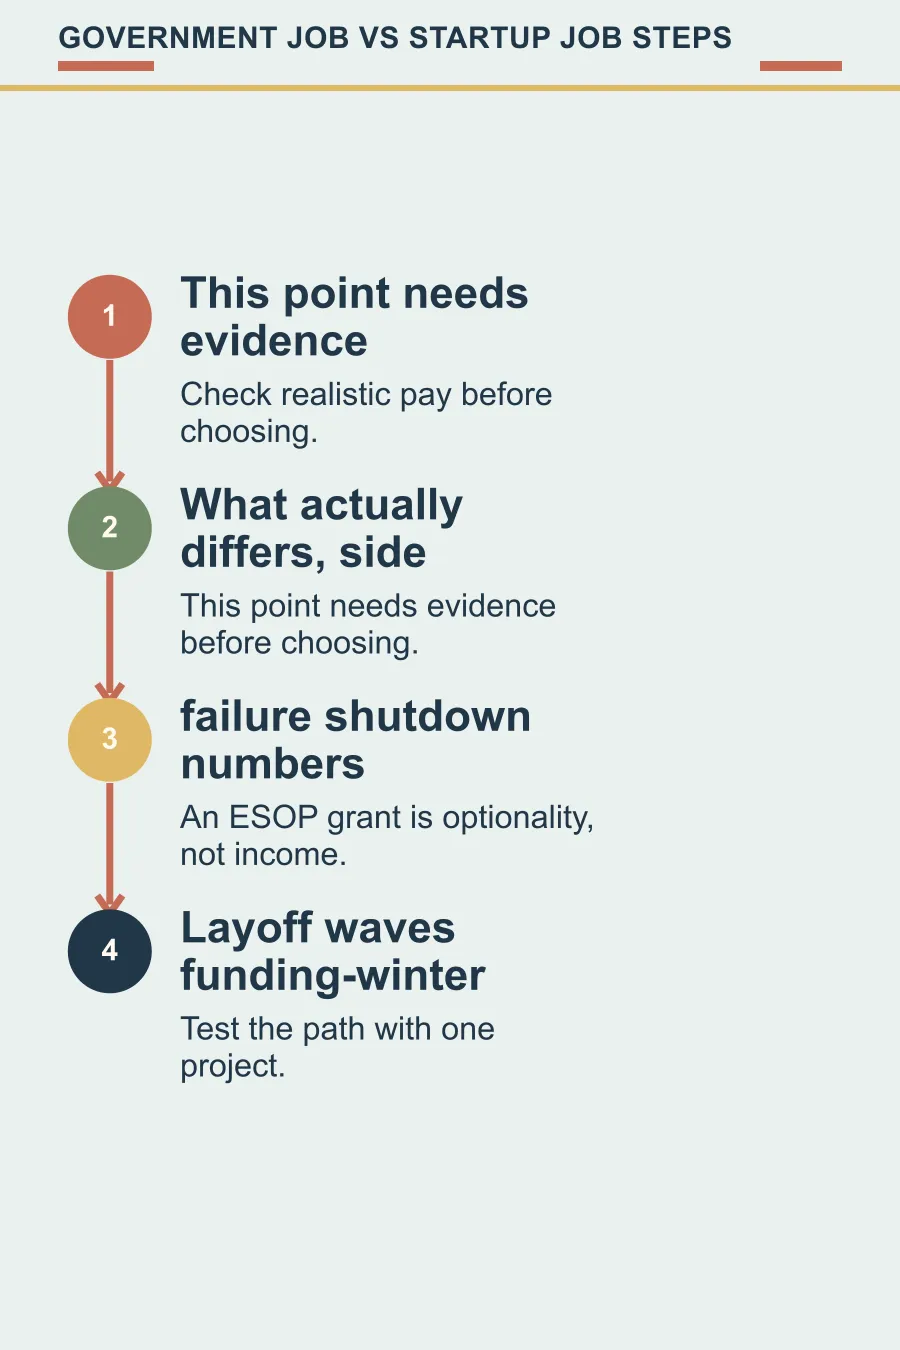 GOVERNMENT JOB VS STARTUP JOB STEPS
1
This point needs
evidence
Check realistic pay before
choosing.
2
What actually
differs, side
This point needs evidence
before choosing.
3
failure shutdown
numbers
An ESOP grant is optionality,
not income.
4
Layoff waves
funding-winter
Test the path with one
project.